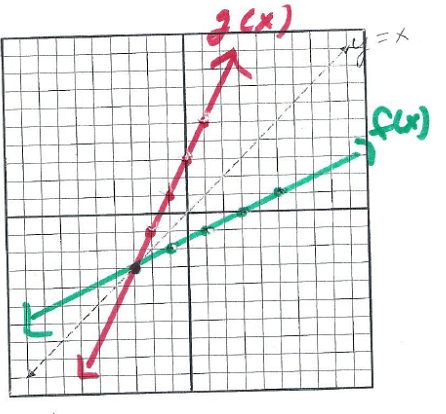 g(x)
y = x
f(x)